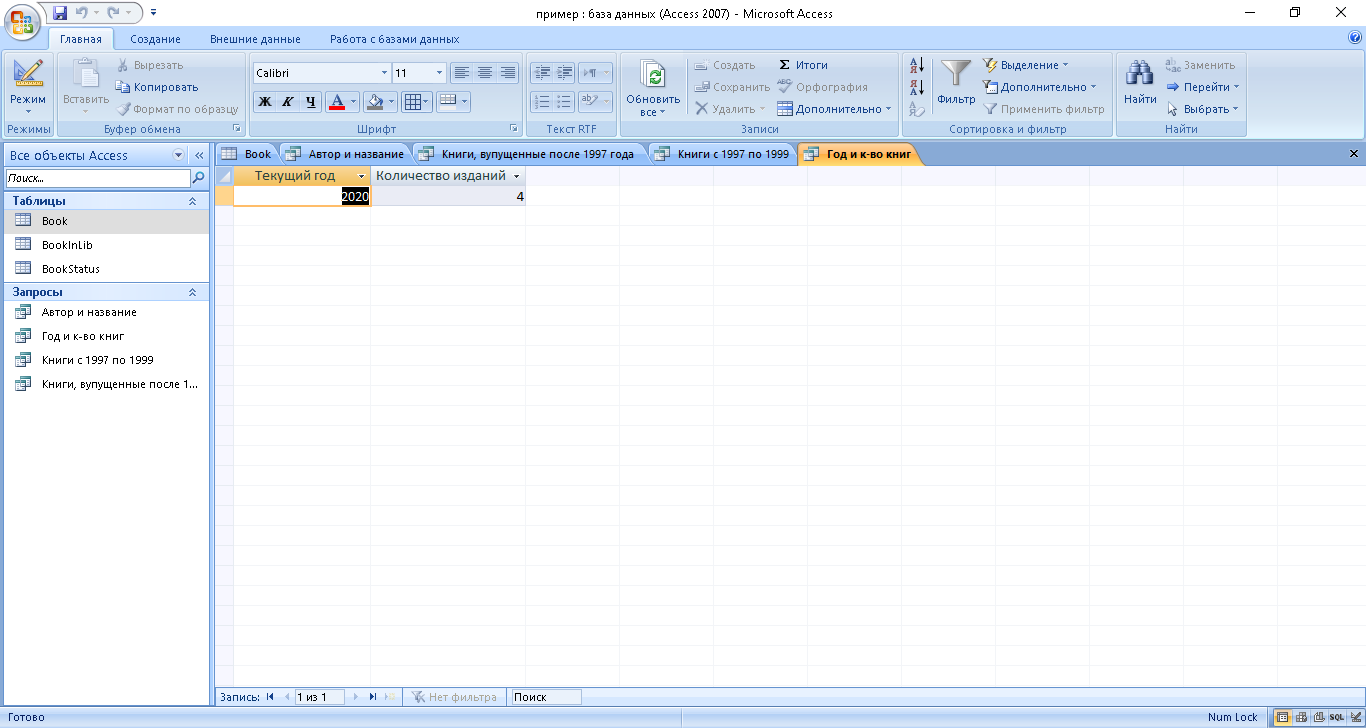 пример : база данных (Access 2007) - Microsoft Access
Главная Создание Внешние данные Работа с базами данных
Режим
Режимы
Вставить
Вырезать
Копировать
Формат по образцу
Буфер обмена
Calibri 11
Ж К Ч А
Шрифт
Текст RTF
Обновить все
Создать
Сохранить
Удалить
Σ Итоги
Орфография
Дополнительно
Записи
Фильтр
Выделение
Дополнительно
Применить фильтр
Сортировка и фильтр
Найти
Заменить
Перейти
Выбрать
Найти
Все объекты Access
Поиск...
Таблицы
Book
BookInLib
BookStatus
Запросы
Автор и название
Год и к-во книг
Книги с 1997 по 1999
Книги, вупущенные после 1...
Book Автор и название Книги, вупущенные после 1997 года Книги с 1997 по 1999 Год и к-во книг
Текущий год Количество изданий
2020 4
Запись: 1 из 1 Нет фильтра Поиск
Готово Num Lock SQL